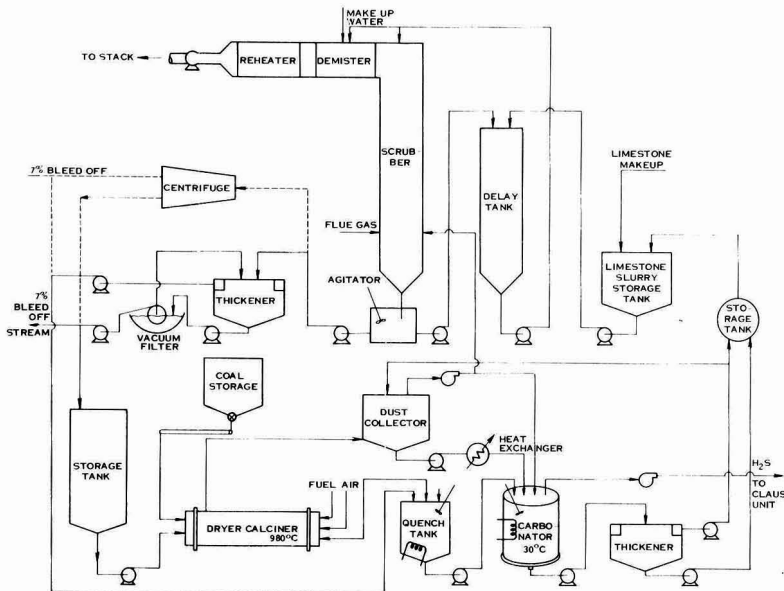 MAKE UP
WATER
TO STACK
REHEATER
DEMISTER
SCRUB-
BER
7% BLEED OFF
CENTRIFUGE
DELAY
TANK
LIMESTONE
MAKEUP
FLUE GAS
AGITATOR
LIMESTONE
SLURRY
STORAGE
TANK
THICKENER
7%
BLEED
OFF
STREAM
VACUUM
FILTER
STO-
RAGE
TANK
COAL
STORAGE
DUST
COLLECTOR
HEAT
EXCHANGER
STORAGE
TANK
FUEL AIR
H₂S
TO
CLAUS
UNIT
DRYER CALCINER
980°C
QUENCH
TANK
CARBO
NATOR
30°C
THICKENER